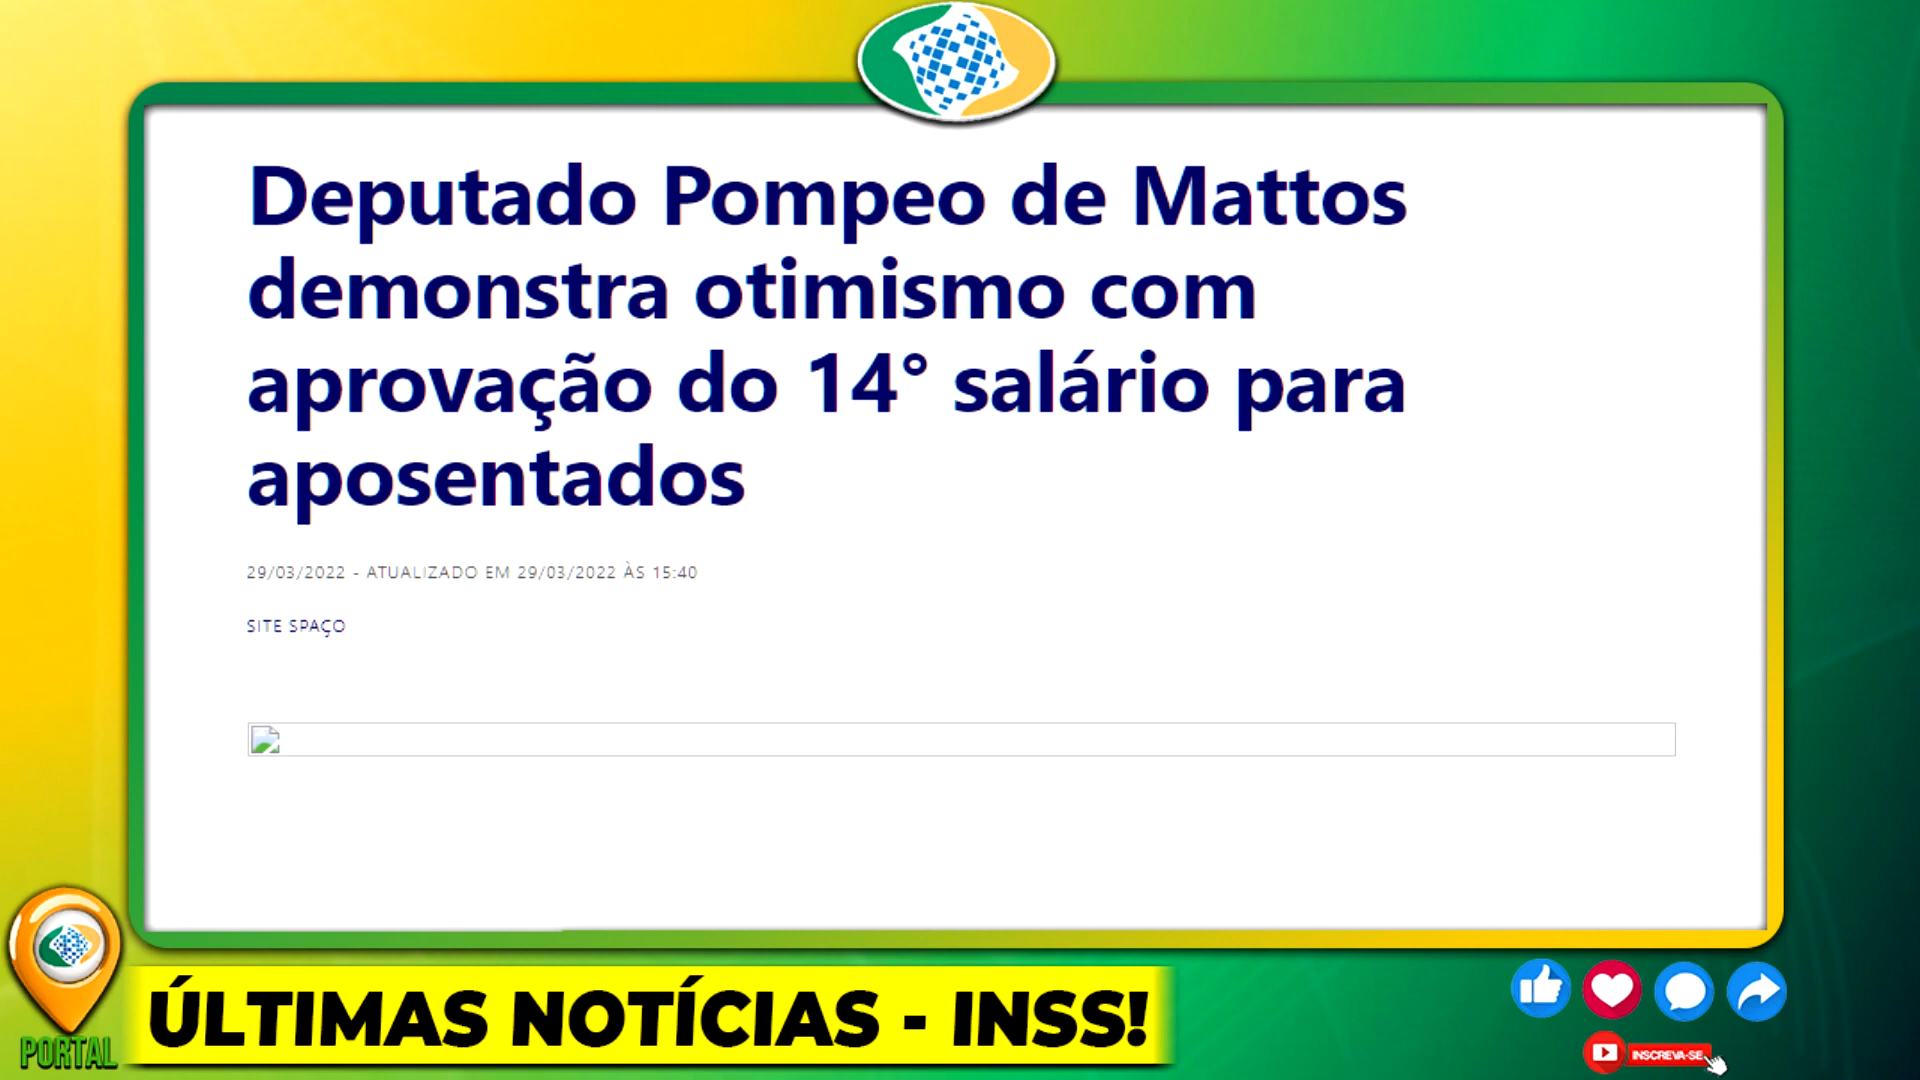 Deputado Pompeo de Mattos
demonstra otimismo com
aprovação do 14° salário para
aposentados
29/03/2022 - ATUALIZADO EM 29/03/2022 ÀS 15:40
SITE SPAÇO
PORTAL
ÚLTIMAS NOTÍCIAS - INSS!
INSCREVA-SE